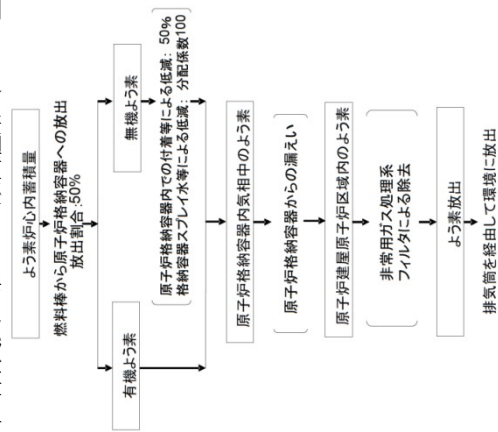 よう素炉心内蓄積量
燃料棒から原子炉格納容器への放出
放出割合:50%
有機よう素
無機よう素
原子炉格納容器内での付着等による低減：50%
格納容器スプレイ水等による低減：分配係数100
原子炉格納容器内気相中のよう素
原子炉格納容器からの漏えい
原子炉建屋原子炉区域内のよう素
非常用ガス処理系
フィルタによる除去
よう素放出
排気筒を経由して環境に放出